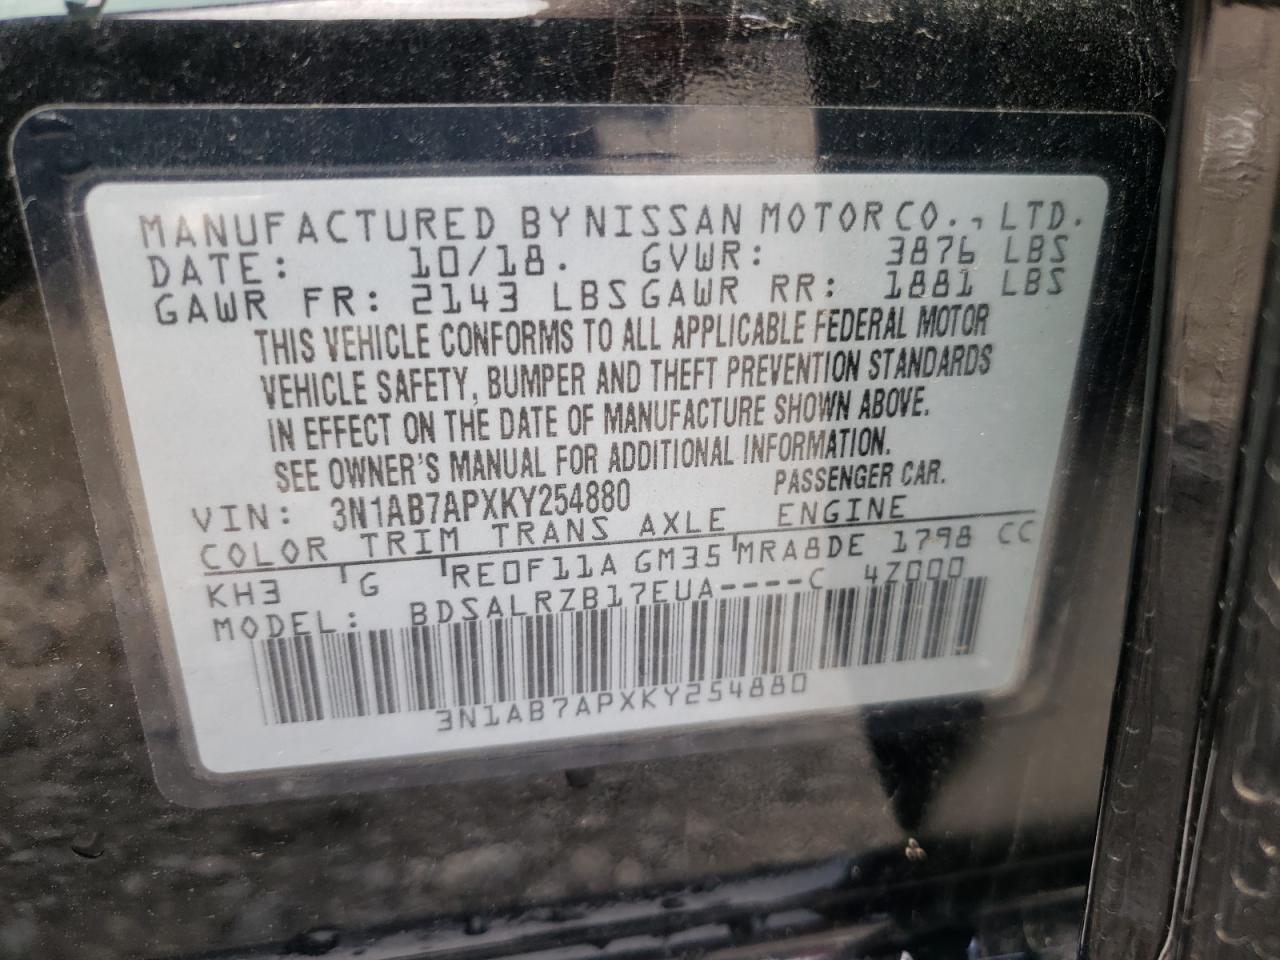 MANUFACTURED BY NISSAN MOTOR CO., LTD.
DATE: 10/18. GVWR: 3876 LBS
GAWR FR: 2143 LBS GAWR RR: 1881 LBS
THIS VEHICLE CONFORMS TO ALL APPLICABLE FEDERAL MOTOR
VEHICLE SAFETY, BUMPER AND THEFT PREVENTION STANDARDS
IN EFFECT ON THE DATE OF MANUFACTURE SHOWN ABOVE.
SEE OWNER'S MANUAL FOR ADDITIONAL INFORMATION.
VIN: 3N1AB7APXKY254880 PASSENGER CAR.
COLOR TRIM TRANS AXLE ENGINE
KH3 G RE0F11A GM35 MRA8DE 1798 CC
MODEL: BDSALRZB17EUA----C 4Z000
3N1AB7APXKY254880